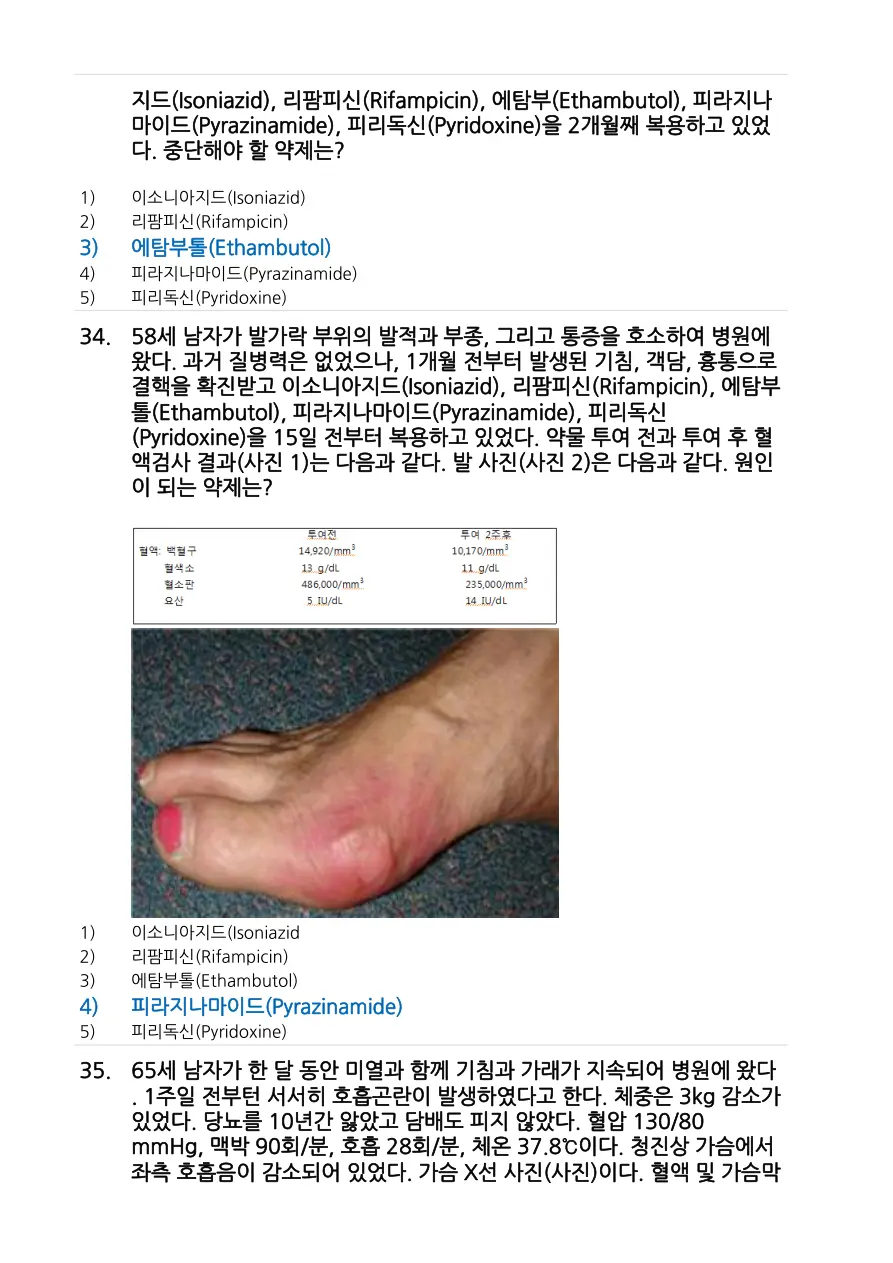 지드(Isoniazid), 리팜피신(Rifampicin), 에탐부(Ethambutol), 피라지나
마이드(Pyrazinamide), 피리독신(Pyridoxine)을 2개월째 복용하고 있었
다. 중단해야 할 약제는?
1) 이소니아지드(Isoniazid)
2) 리팜피신(Rifampicin)
3) 에탐부톨(Ethambutol)
4) 피라지나마이드(Pyrazinamide)
5) 피리독신(Pyridoxine)
34. 58세 남자가 발가락 부위의 발적과 부종, 그리고 통증을 호소하여 병원에
왔다. 과거 질병력은 없었으나, 1개월 전부터 발생된 기침, 객담, 흉통으로
결핵을 확진받고 이소니아지드(Isoniazid), 리팜피신(Rifampicin), 에탐부
톨(Ethambutol), 피라지나마이드(Pyrazinamide), 피리독신
(Pyridoxine)을 15일 전부터 복용하고 있었다. 약물 투여 전과 투여 후 혈
액검사 결과(사진 1)는 다음과 같다. 발 사진(사진 2)은 다음과 같다. 원인
이 되는 약제는?
투여전 투여 2주후
혈액: 백혈구 14,920/mm³ 10,170/mm³
혈색소 13 g/dL 11 g/dL
혈소판 486,000/mm³ 235,000/mm³
요산 5 IU/dL 14 IU/dL
1) 이소니아지드(Isoniazid
2) 리팜피신(Rifampicin)
3) 에탐부톨(Ethambutol)
4) 피라지나마이드(Pyrazinamide)
5) 피리독신(Pyridoxine)
35. 65세 남자가 한 달 동안 미열과 함께 기침과 가래가 지속되어 병원에 왔다
. 1주일 전부턴 서서히 호흡곤란이 발생하였다고 한다. 체중은 3kg 감소가
있었다. 당뇨를 10년간 앓았고 담배도 피지 않았다. 혈압 130/80
mmHg, 맥박 90회/분, 호흡 28회/분, 체온 37.8℃이다. 청진상 가슴에서
좌측 호흡음이 감소되어 있었다. 가슴 X선 사진(사진)이다. 혈액 및 가슴막